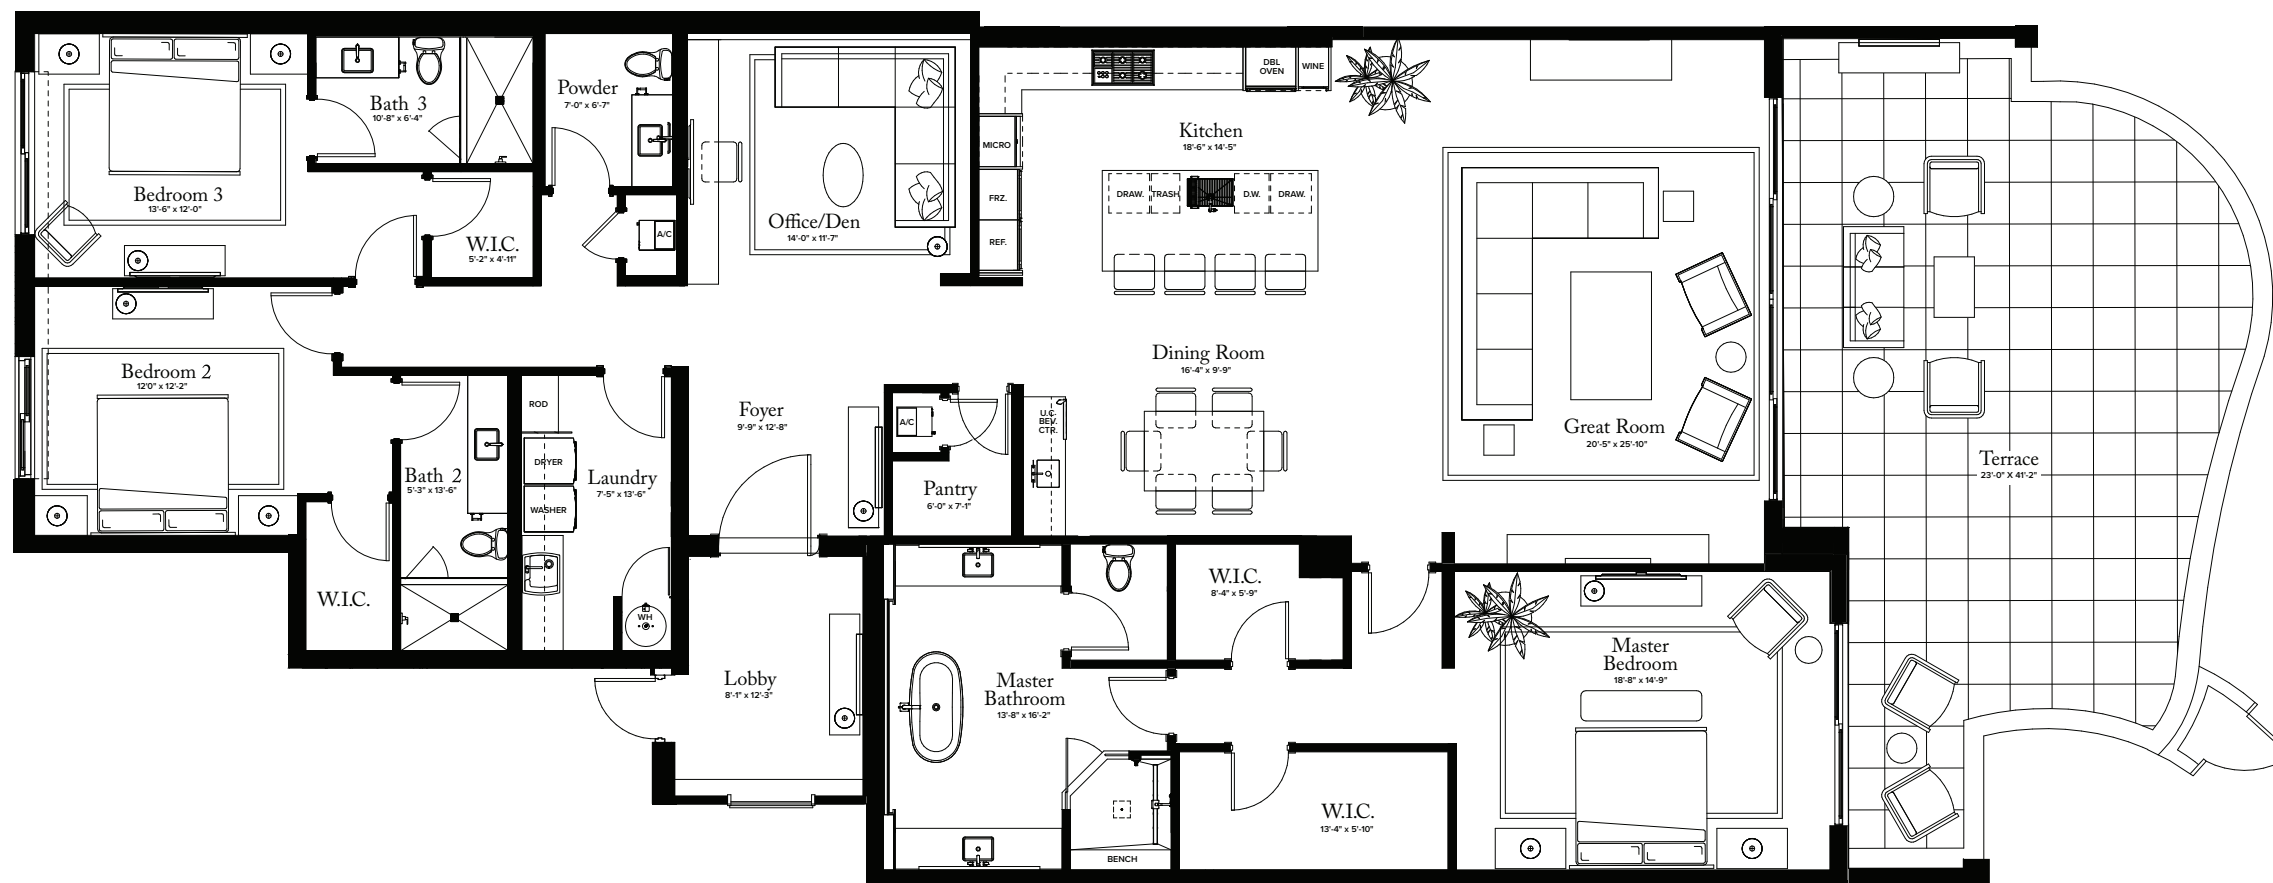 Bedroom 3
13'-6" x 12'-0"
Bath 3
10'-8" x 6'-4"
W.I.C.
5'-2" x 4'-11"
Powder
7'-0" x 6'-7"
A/C
Office/Den
14'-0" x 11'-7"
MICRO
FRZ.
REF.
DBL
OVEN
WINE
Kitchen
18'-6" x 14'-5"
DRAW.
TRASH
D.W.
DRAW.
Dining Room
16'-4" x 9'-9"
Great Room
20'-5" x 25'-10"
Terrace
23'-0" X 41'-2"
Bedroom 2
12'0" x 12'-2"
W.I.C.
Bath 2
5'-3" x 13'-6"
ROD
DRYER
WASHER
Laundry
7'-5" x 13'-6"
WH
Foyer
9'-9" x 12'-8"
A/C
Pantry
6'-0" x 7'-1"
U.C.
BEV.
CTR.
Lobby
8'-1" x 12'-3"
Master
Bathroom
13'-8" x 16'-2"
BENCH
W.I.C.
8'-4" x 5'-9"
W.I.C.
13'-4" x 5'-10"
Master
Bedroom
18'-8" x 14'-9"